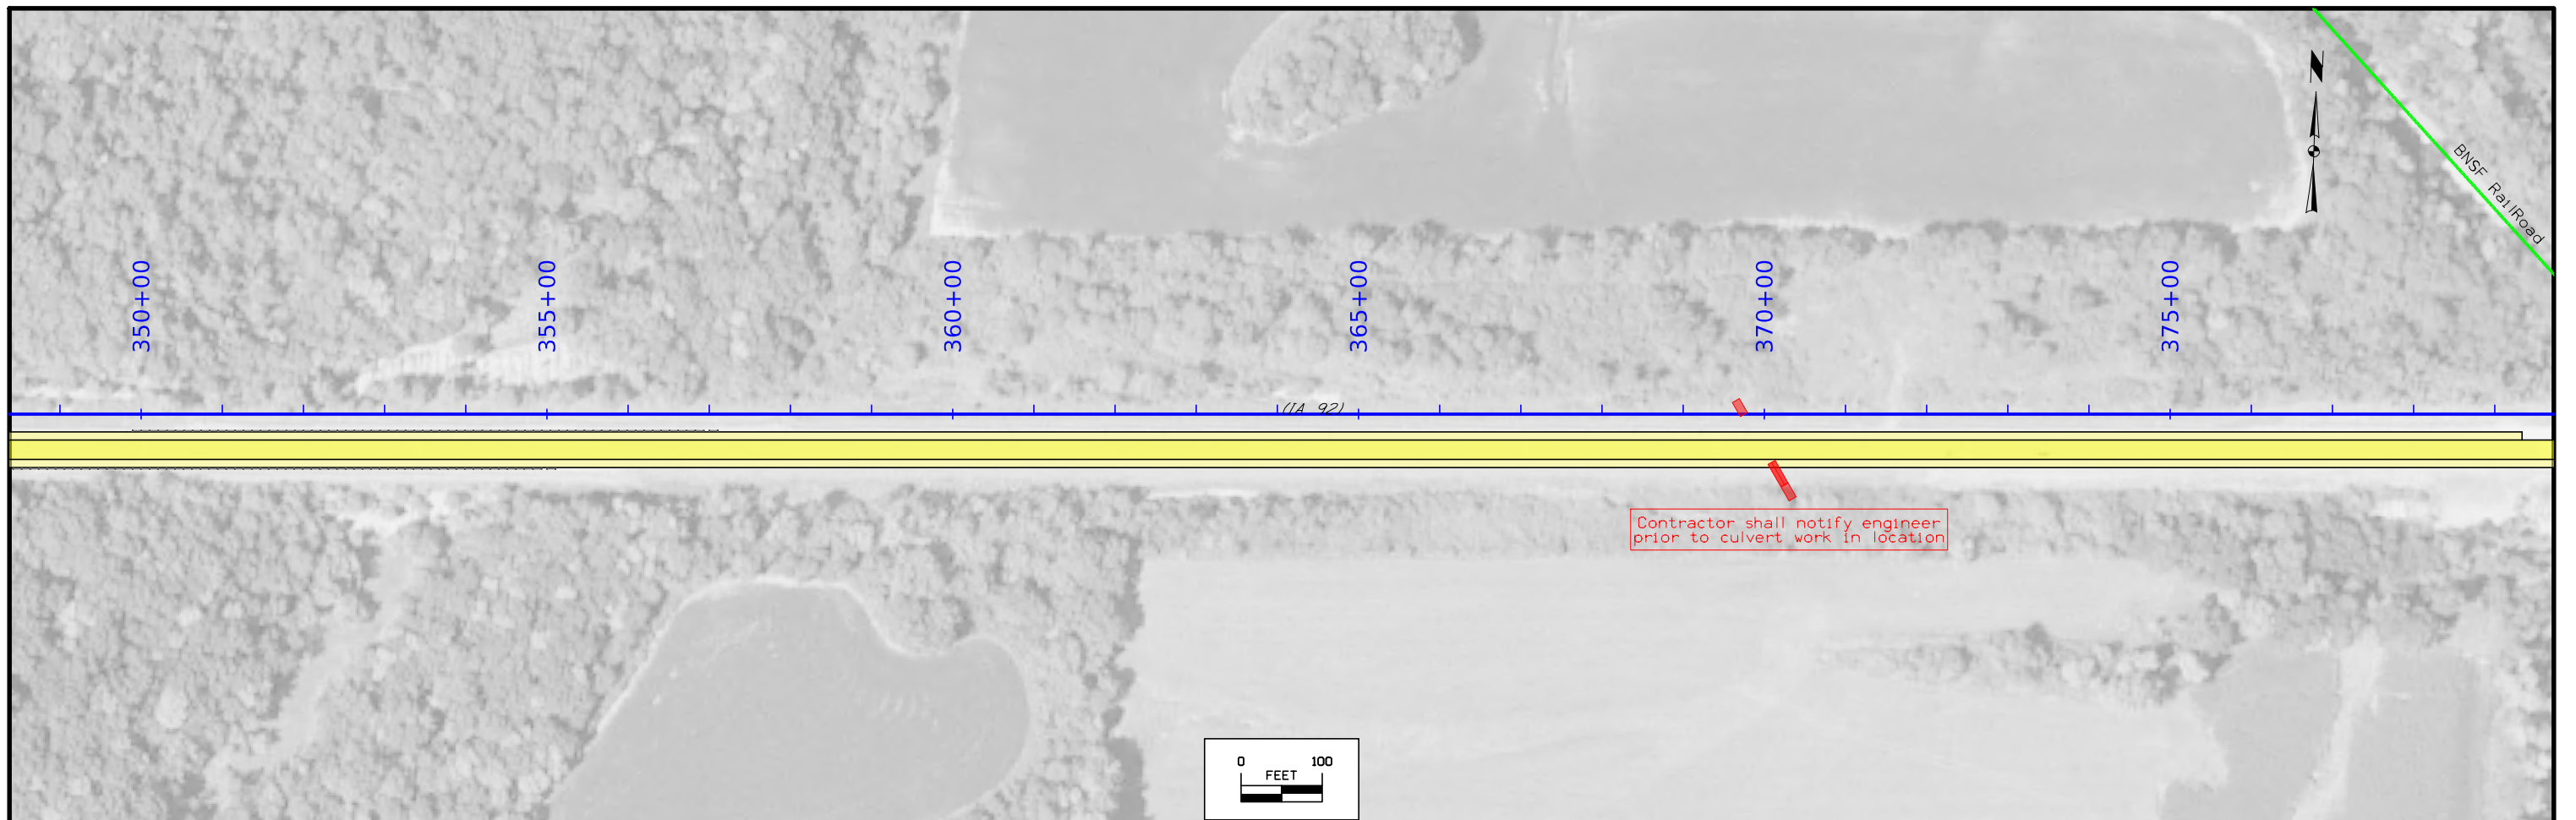 N
BNSF RailRoad
350+00
355+00
360+00
365+00
370+00
375+00
(IA 92)
Contractor shall notify engineer
prior to culvert work in location
0 100
FEET